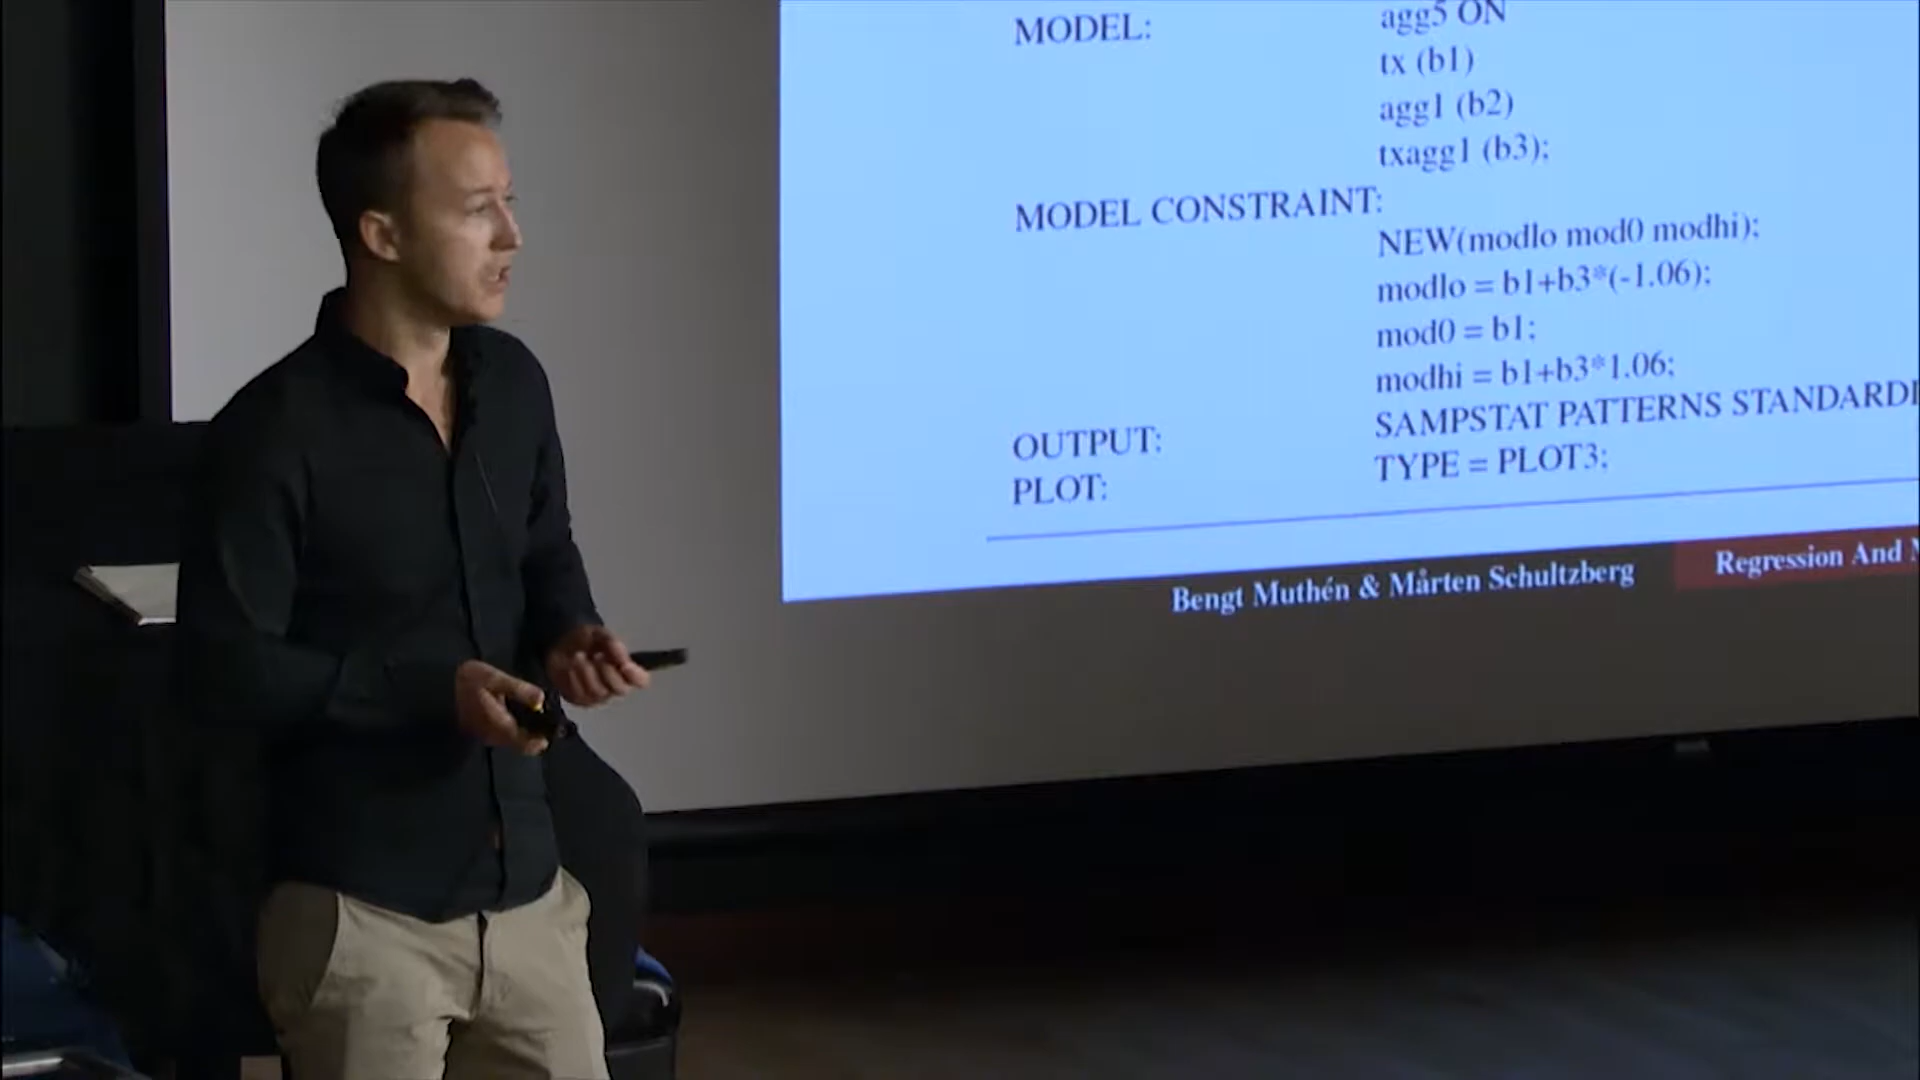 MODEL: agg5 ON
tx (b1)
agg1 (b2)
txagg1 (b3);
MODEL CONSTRAINT:
NEW(modlo mod0 modhi);
modlo = b1+b3*(-1.06);
mod0 = b1;
modhi = b1+b3*1.06;
OUTPUT: SAMPSTAT PATTERNS
PLOT: TYPE = PLOT3;
Bengt Muthén & Mårten Schultzberg Regression And